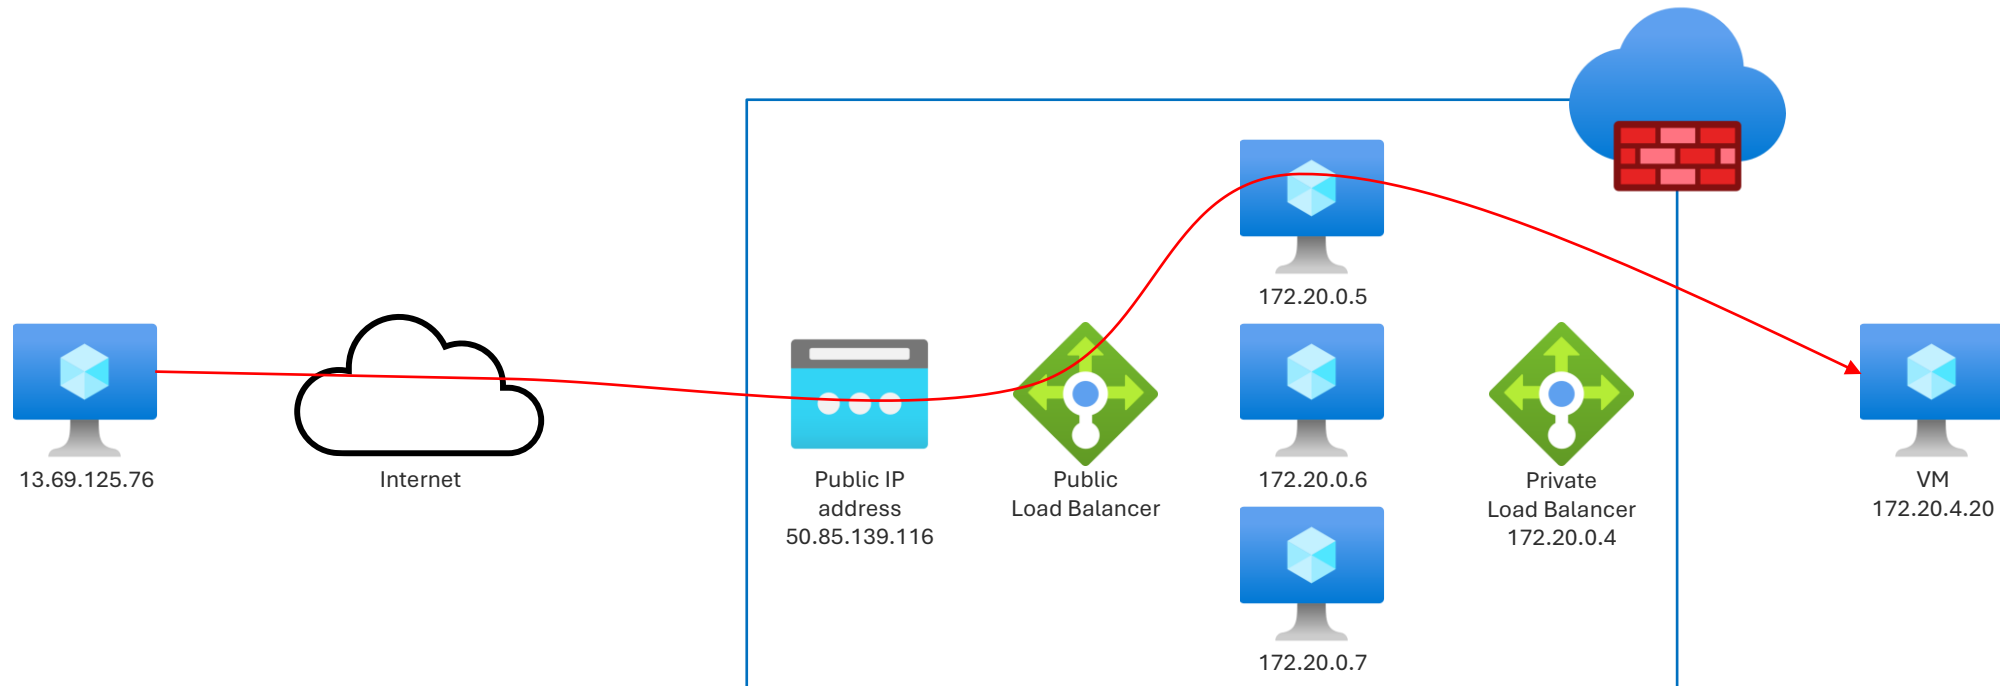 172.20.0.5
13.69.125.76
Internet
Public IP
address
50.85.139.116
Public
Load Balancer
172.20.0.6
Private
Load Balancer
172.20.0.4
VM
172.20.4.20
172.20.0.7